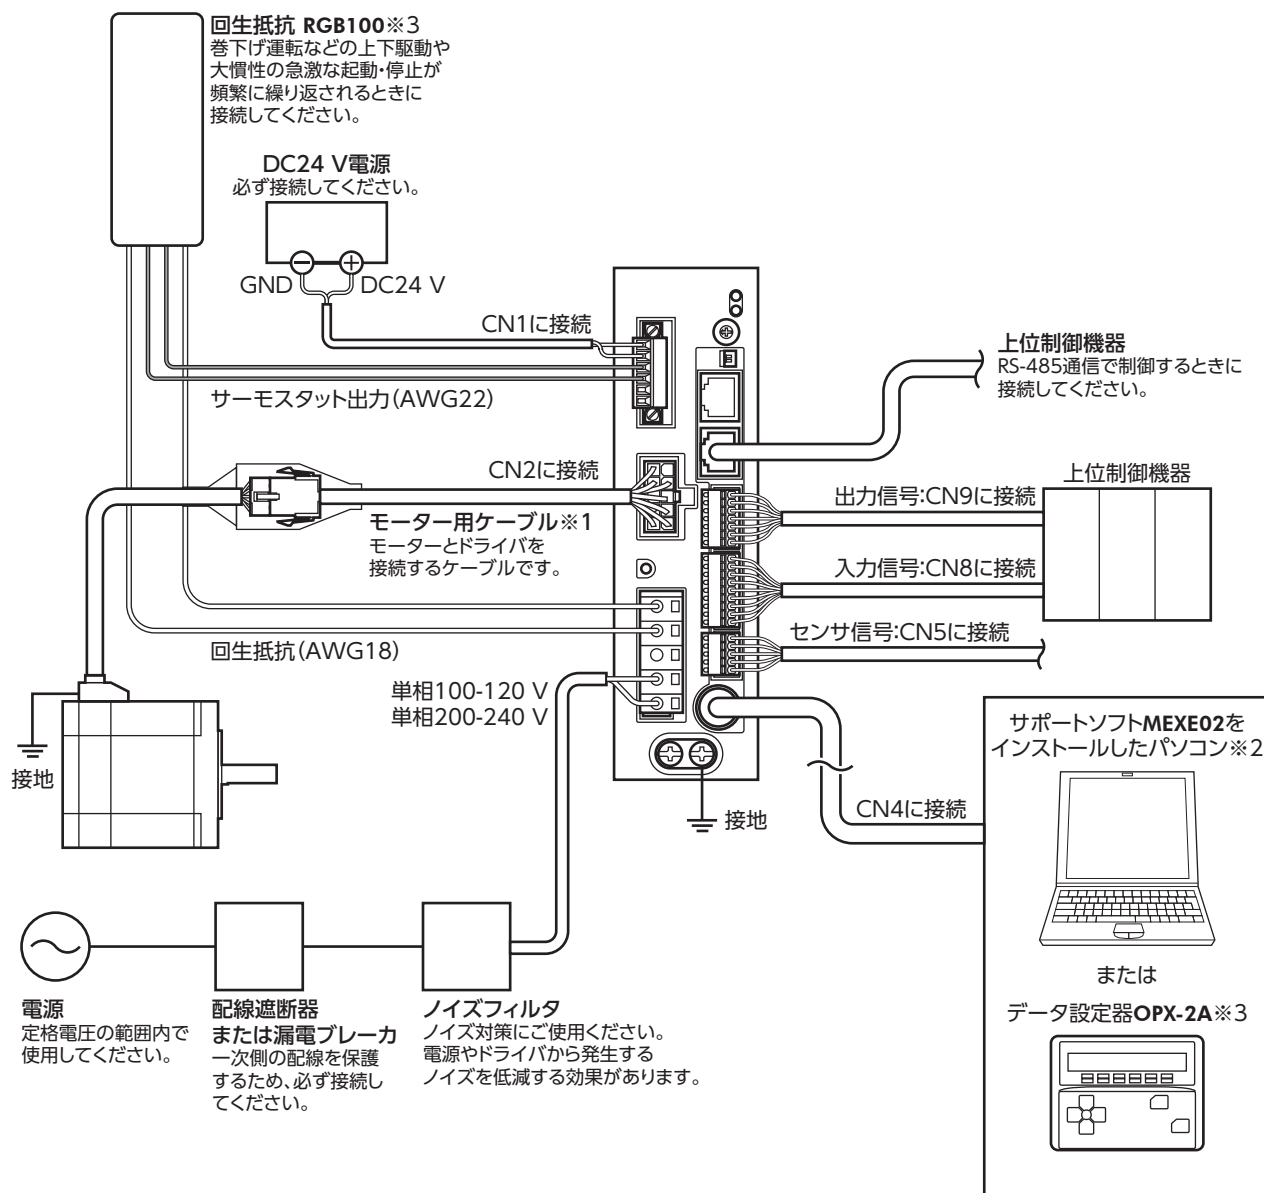 回生抵抗 RGB100※3
巻下げ運転などの上下駆動や
大慣性の急激な起動・停止が
頻繁に繰り返されるときに
接続してください。
DC24 V電源
必ず接続してください。
GND
DC24 V
CN1に接続
サーモスタット出力(AWG22)
上位制御機器
RS-485通信で制御するときに
接続してください。
CN2に接続
モーター用ケーブル※1
モーターとドライバを
接続するケーブルです。
上位制御機器
出力信号:CN9に接続
入力信号:CN8に接続
センサ信号:CN5に接続
回生抵抗(AWG18)
単相100-120 V
単相200-240 V
接地
接地
CN4に接続
サポートソフトMEXE02を
インストールしたパソコン※2
または
データ設定器OPX-2A※3
電源
定格電圧の範囲内で
使用してください。
配線遮断器
または漏電ブレーカ
一次側の配線を保護
するため、必ず接続し
てください。
ノイズフィルタ
ノイズ対策にご使用ください。
電源やドライバから発生する
ノイズを低減する効果があります。